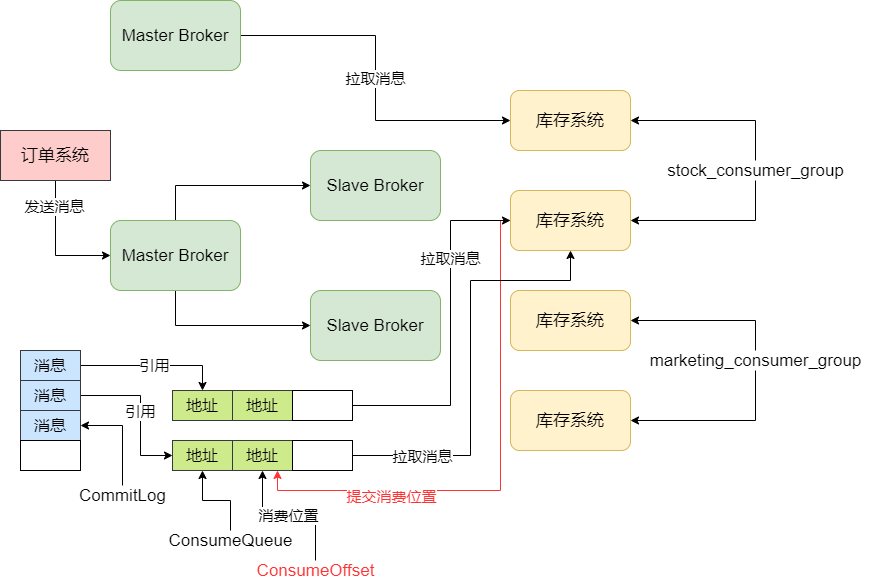 Master Broker
拉取消息
库存系统
订单系统
stock_consumer_group
Slave Broker
发送消息
库存系统
Master Broker
拉取消息
Slave Broker
库存系统
消息
引用
marketing_consumer_group
消息
引用
地址
地址
库存系统
消息
地址
地址
拉取消息
CommitLog
提交消费位置
消费位置
ConsumeQueue
ConsumeOffset